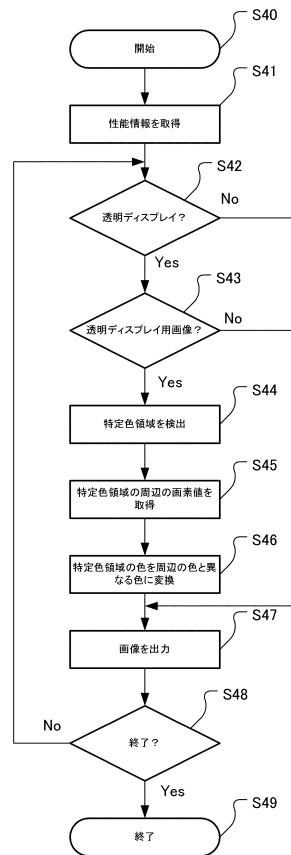 S40
開始
S41
性能情報を取得
S42
透明ディスプレイ？
No
Yes
S43
透明ディスプレイ用画像？
No
Yes
S44
特定色領域を検出
S45
特定色領域の周辺の画素値を
取得
S46
特定色領域の色を周辺の色と異
なる色に変換
S47
画像を出力
S48
終了？
No
Yes
S49
終了